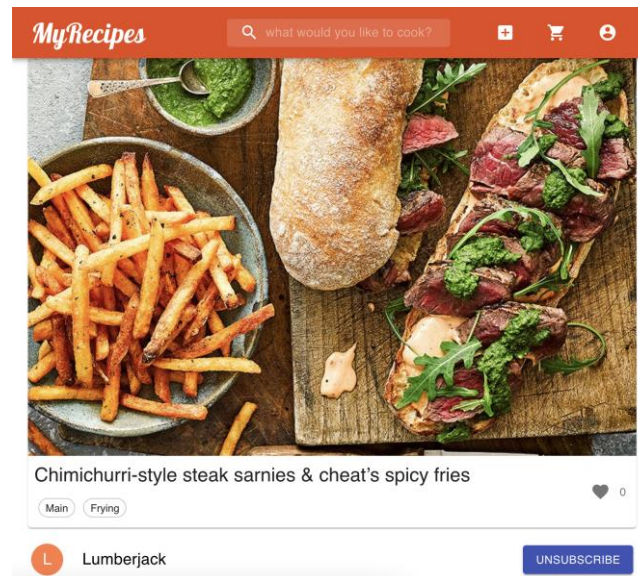 MyRecipes
what would you like to cook?
Chimichurri-style steak sarnies & cheat's spicy fries
0
Main
Frying
L
Lumberjack
UNSUBSCRIBE